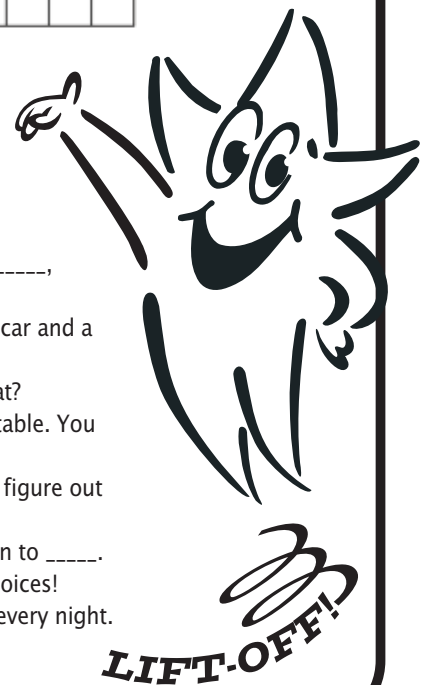 _____,
car and a
at?
table. You
figure out
n to _____.
oices!
every night.
LIFT-OFF!